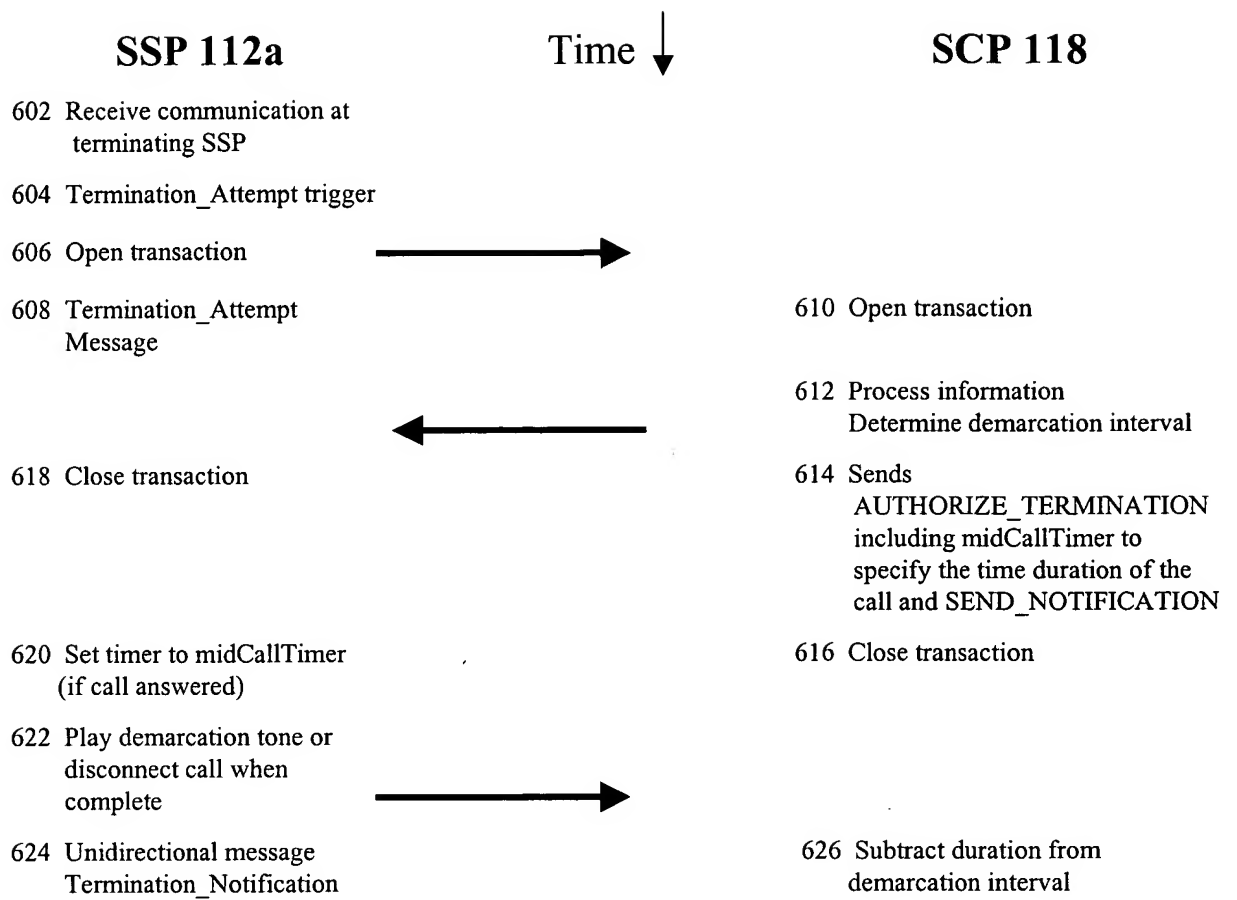 SSP 112a
Time
SCP 118
602 Receive communication at
terminating SSP
604 Termination_Attempt trigger
606 Open transaction
608 Termination_Attempt
Message
610 Open transaction
612 Process information
Determine demarcation interval
618 Close transaction
614 Sends
AUTHORIZE_TERMINATION
including midCallTimer to
specify the time duration of the
call and SEND_NOTIFICATION
620 Set timer to midCallTimer
(if call answered)
616 Close transaction
622 Play demarcation tone or
disconnect call when
complete
624 Unidirectional message
Termination_Notification
626 Subtract duration from
demarcation interval